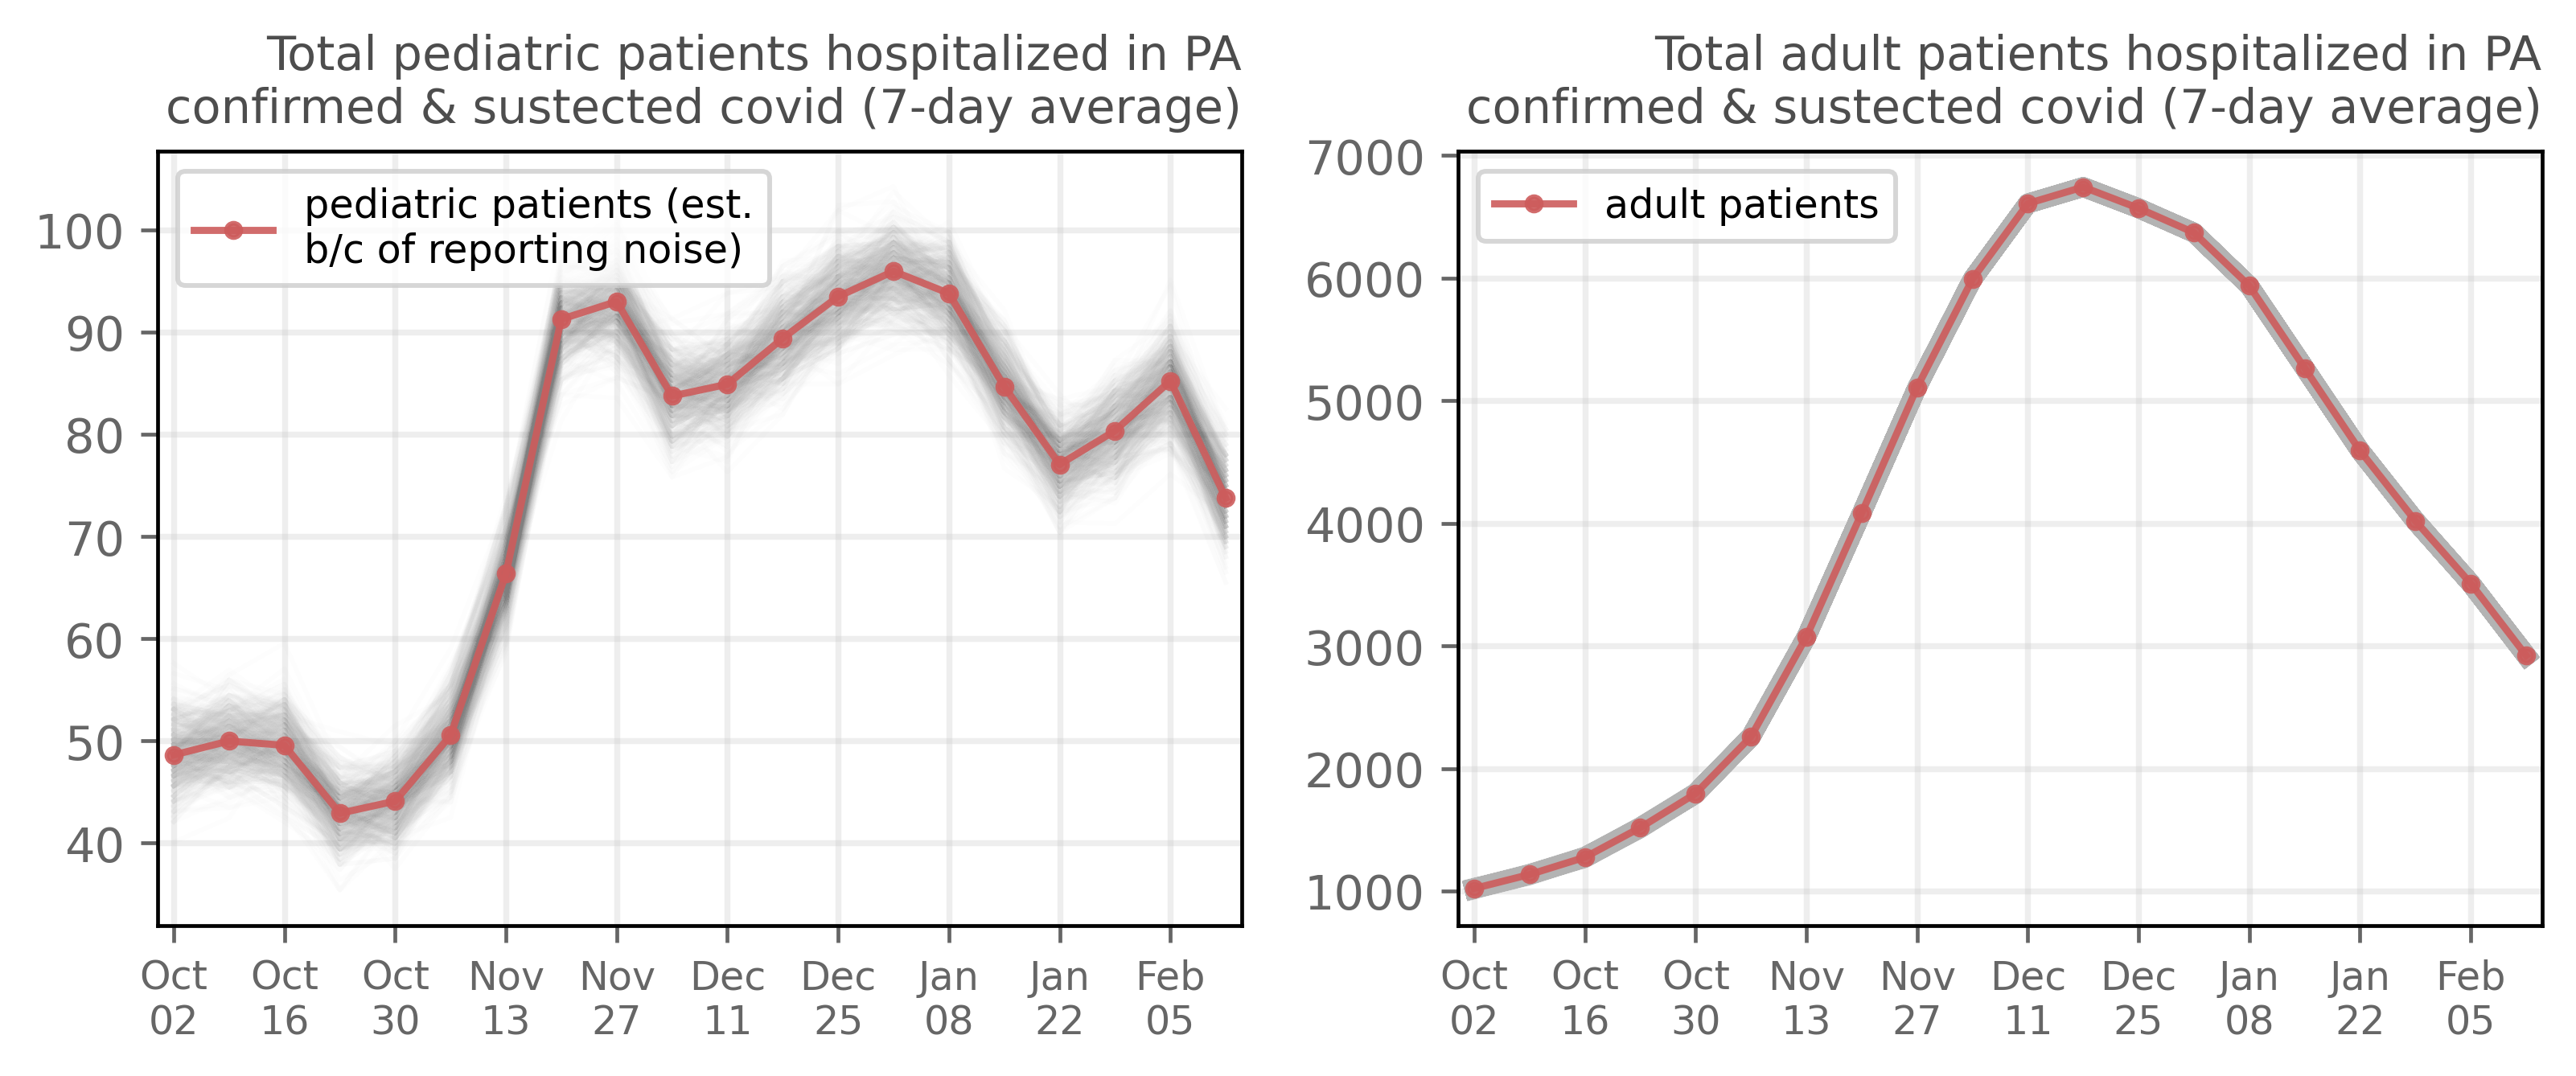 Total pediatric patients hospitalized in PA
confirmed & sustected covid (7-day average)
pediatric patients (est.
b/c of reporting noise)
100
90
80
70
60
50
40
Oct Oct Oct Nov Nov Dec Dec Jan Jan Feb
02 16 30 13 27 11 25 08 22 05
Total adult patients hospitalized in PA
confirmed & sustected covid (7-day average)
adult patients
7000
6000
5000
4000
3000
2000
1000
Oct Oct Oct Nov Nov Dec Dec Jan Jan Feb
02 16 30 13 27 11 25 08 22 05